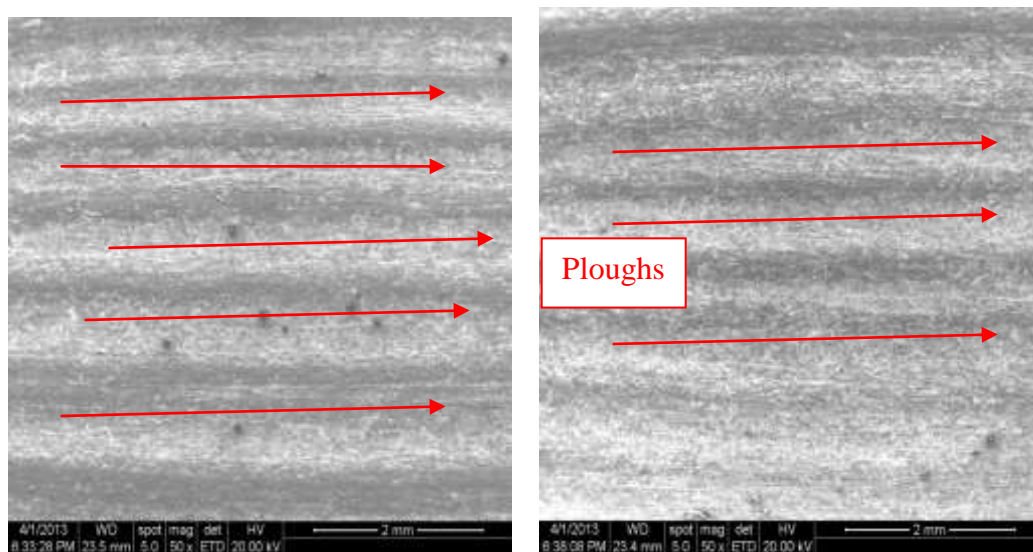 Ploughs
4/1/2013 WD spot mag det HV 2 mm
6:33:28 PM 23.5 mm 5.0 50 x ETD 20.00 kV
4/1/2013 WD spot mag det HV 2 mm
6:38:08 PM 23.4 mm 5.0 50 x ETD 20.00 kV